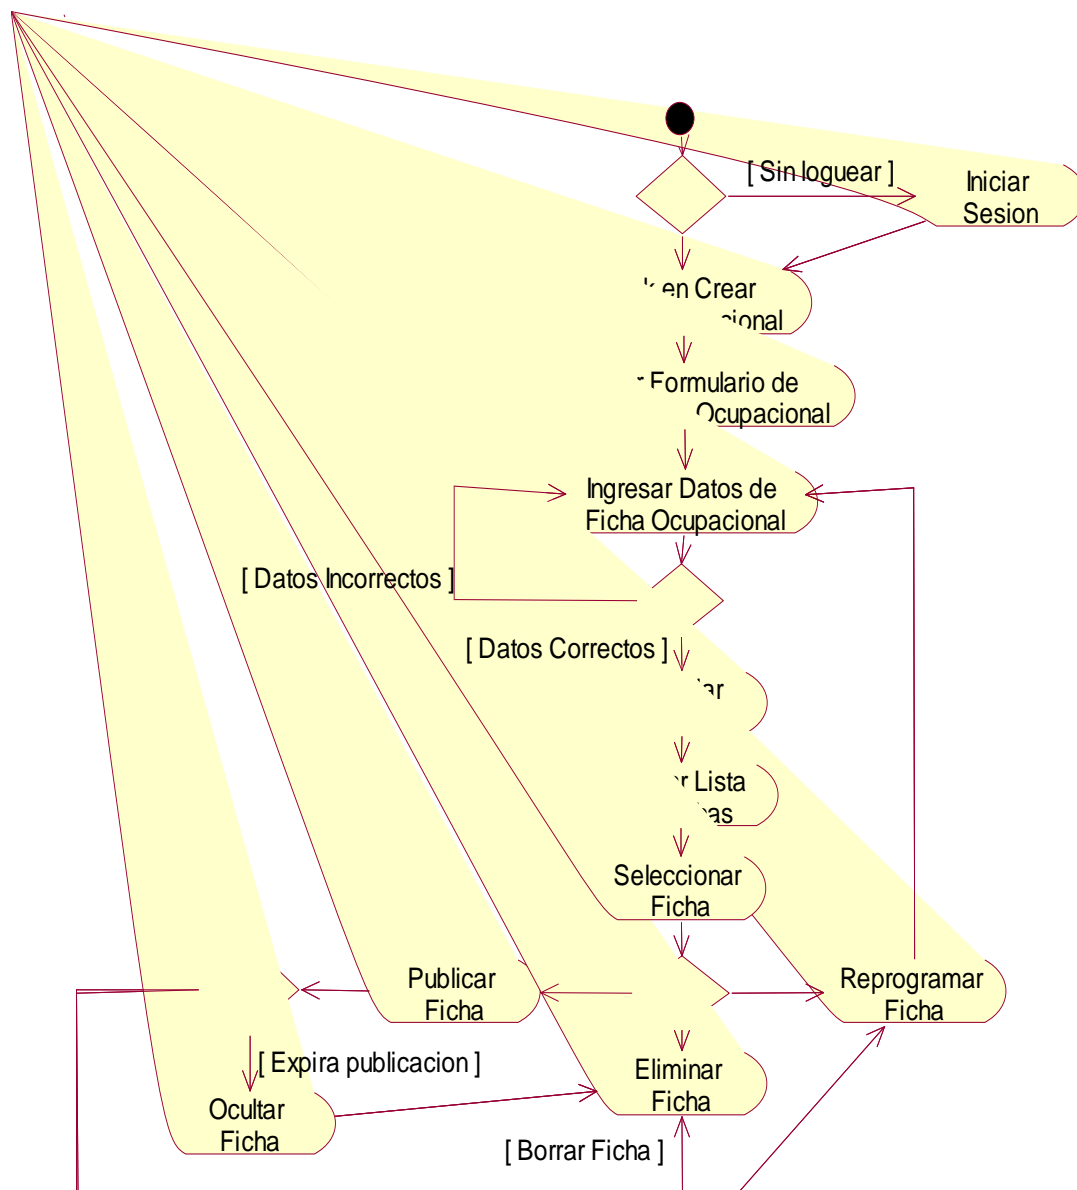 [ Sin loguear ]
Iniciar
Sesion
en Crear
Formulario de
Ocupacional
Ingresar Datos de
Ficha Ocupacional
[ Datos Incorrectos ]
[ Datos Correctos ]
Lista
Seleccionar
Ficha
Publicar
Ficha
Reprogramar
Ficha
[ Expira publicacion ]
Eliminar
Ficha
Ocultar
Ficha
[ Borrar Ficha ]